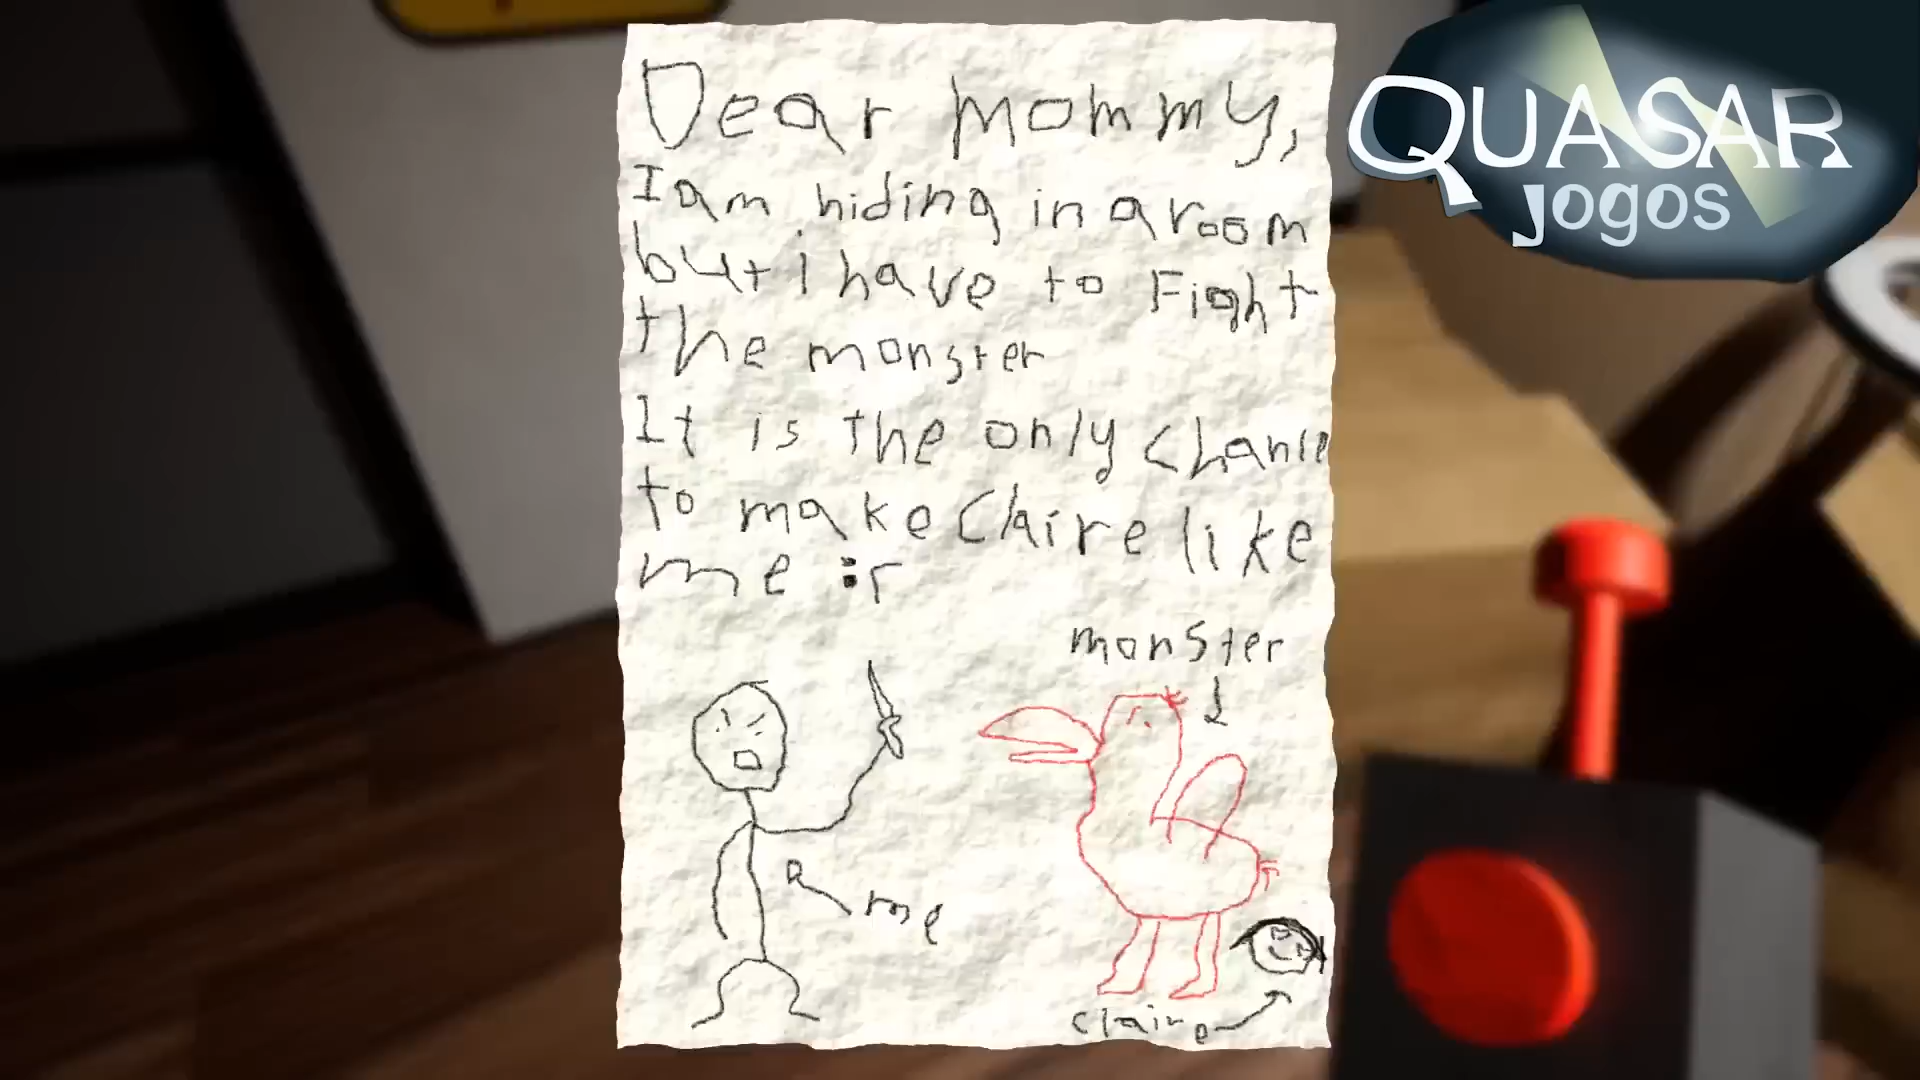 Dear Mommy,
I am hiding in a room
but i have to Fight
the monster
It is the only chance
to make Claire like
me :r
monster
me
claire
QUASAR
jogos